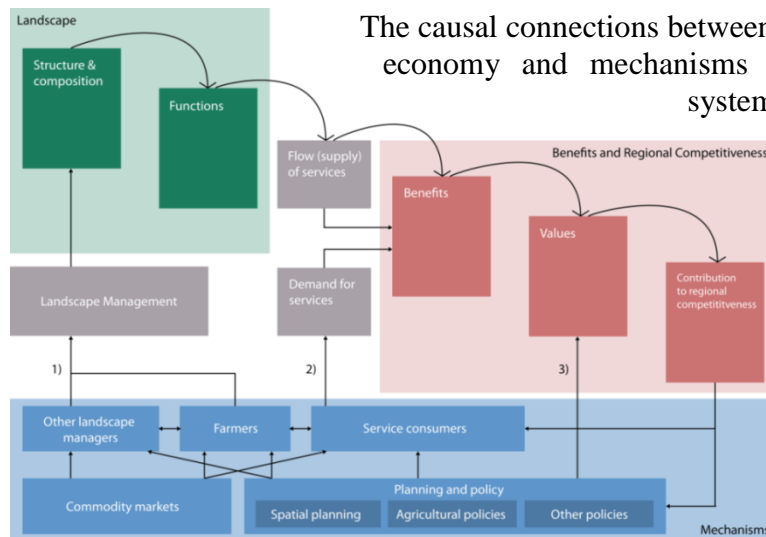 Landscape
The causal connections between
economy and mechanisms
system
Structure &
composition
Functions
Flow (supply)
of services
Benefits and Regional Competitiveness
Benefits
Values
Contribution
to regional
competititveness
Landscape Management
Demand for
services
1)
2)
3)
Other landscape
managers
Farmers
Service consumers
Commodity markets
Planning and policy
Spatial planning
Agricultural policies
Other policies
Mechanisms